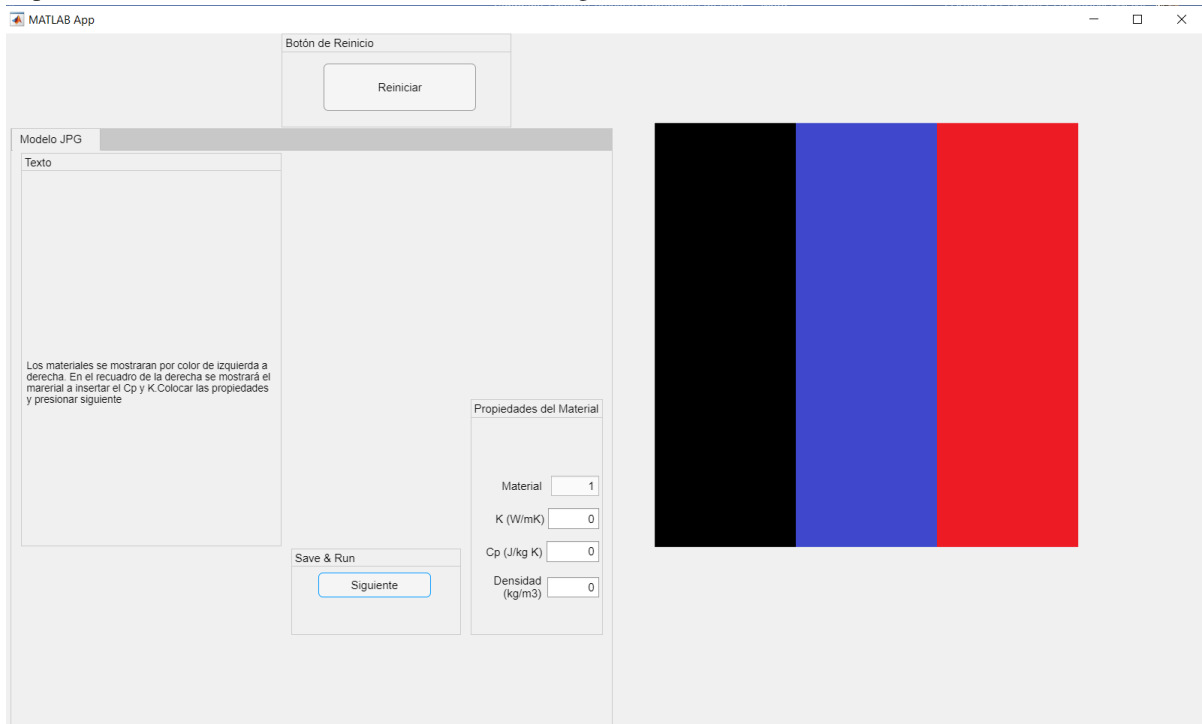 MATLAB App
Botón de Reinicio
Reiniciar
Modelo JPG
Texto
Los materiales se mostraran por color de izquierda a
derecha. En el recuadro de la derecha se mostrará el
marerial a insertar el Cp y K.Colocar las propiedades
y presionar siguiente
Propiedades del Material
Material 1
K (W/mK) 0
Cp (J/kg K) 0
Densidad
(kg/m3) 0
Save & Run
Siguiente